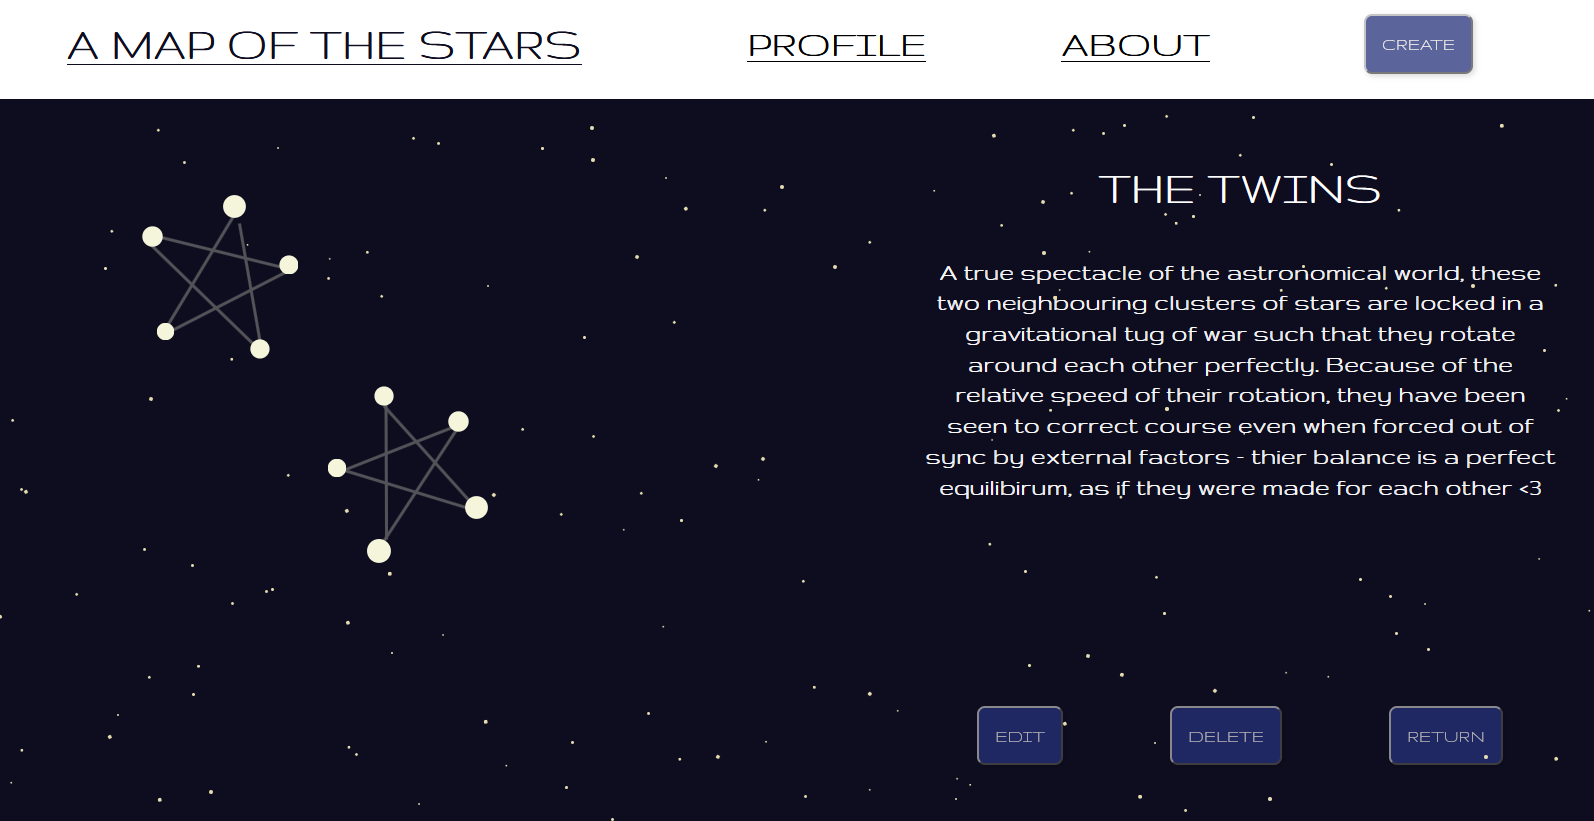 A MAP OF THE STARS
PROFILE
ABOUT
CREATE
THE TWINS
A true spectacle of the astronomical world, these
two neighbouring clusters of stars are locked in a
gravitational tug of war such that they rotate
around each other perfectly. Because of the
relative speed of their rotation, they have been
seen to correct course even when forced out of
sync by external factors - thier balance is a perfect
equilibirum, as if they were made for each other <3
EDIT
DELETE
RETURN